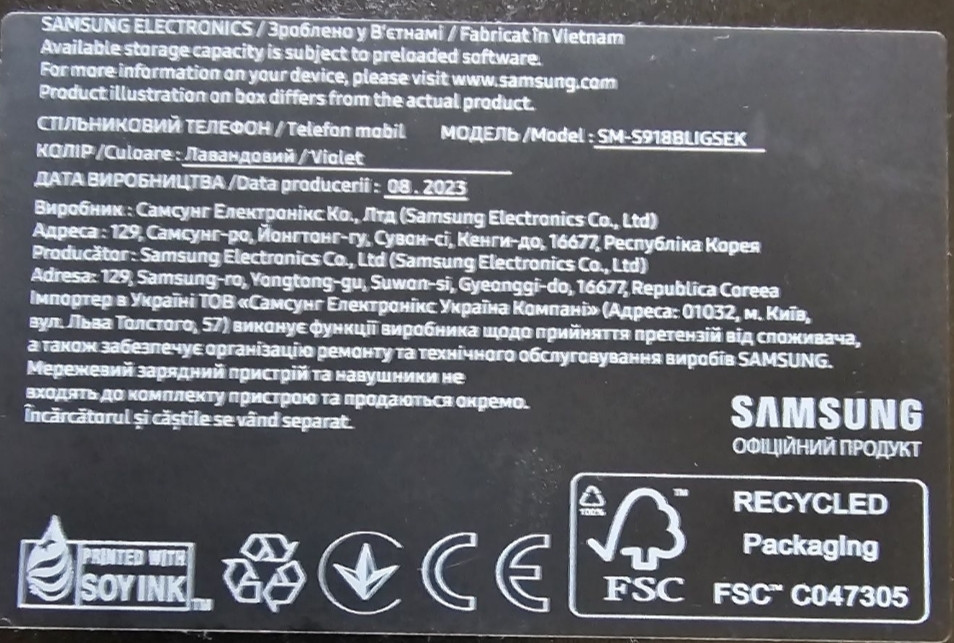 SAMSUNG ELECTRONICS / Зроблено у В'єтнамі / Fabricat în Vietnam
Available storage capacity is subject to preloaded software.
For more information on your device, please visit www.samsung.com
Product illustration on box differs from the actual product.
СТІЛЬНИКОВИЙ ТЕЛЕФОН / Telefon mobil МОДЕЛЬ /Model : SM-S918BLIGSEK
КОЛІР /Culoare : Лавандовий / Violet
ДАТА ВИРОБНИЦТВА /Data producerii : 08 . 2023
Виробник : Самсунг Електронікс Ко., Лтд (Samsung Electronics Co., Ltd)
Адреса : 129, Самсунг-ро, Йонгтонг-гу, Сувон-сі, Кенги-до, 16677, Республіка Корея
Producător : Samsung Electronics Co., Ltd (Samsung Electronics Co., Ltd)
Adresa: 129, Samsung-ro, Yongtong-gu, Suwon-si, Gyeonggi-do, 16677, Republica Coreea
Імпортер в Україні ТОВ «Самсунг Електронікс Україна Компані» (Адреса: 01032, м. Київ,
вул. Льва Толстого, 57) виконує функції виробника щодо прийняття претензій від споживача,
а також забезпечує організацію ремонту та технічного обслуговування виробів SAMSUNG.
Мережевий зарядний пристрій та навушники не
входять до комплекту пристрою та продаються окремо.
Încărcătorul și căștile se vând separat.
SAMSUNG
ОФІЦІЙНИЙ ПРОДУКТ
PRINTED WITH
SOY INK™
CE
100%
™
FSC
RECYCLED
Packaging
FSC™ C047305